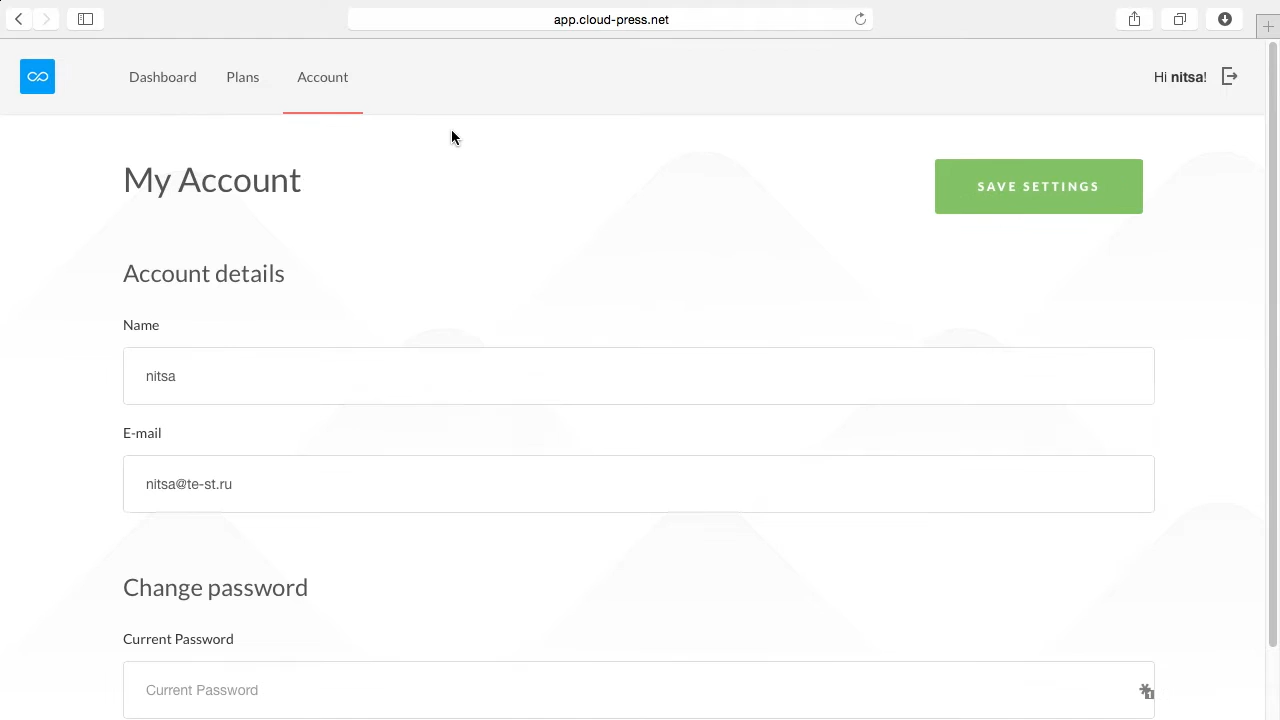 app.cloud-press.net
Dashboard Plans Account Hi nitsa!
My Account
SAVE SETTINGS
Account details
Name
nitsa
E-mail
nitsa@te-st.ru
Change password
Current Password
Current Password
1